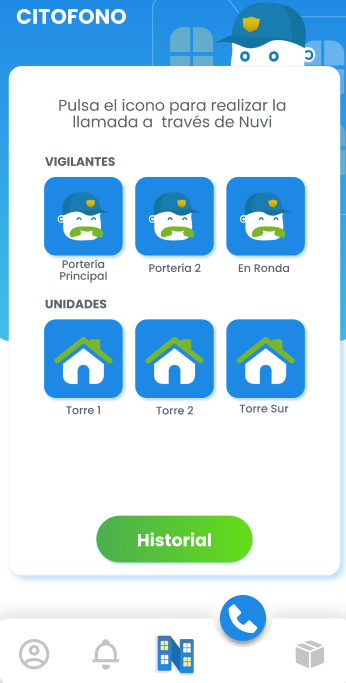 CITOFONO
Pulsa el icono para realizar la
llamada a través de Nuvi
VIGILANTES
Portería
Principal
Portería 2
En Ronda
UNIDADES
Torre 1
Torre 2
Torre Sur
Historial